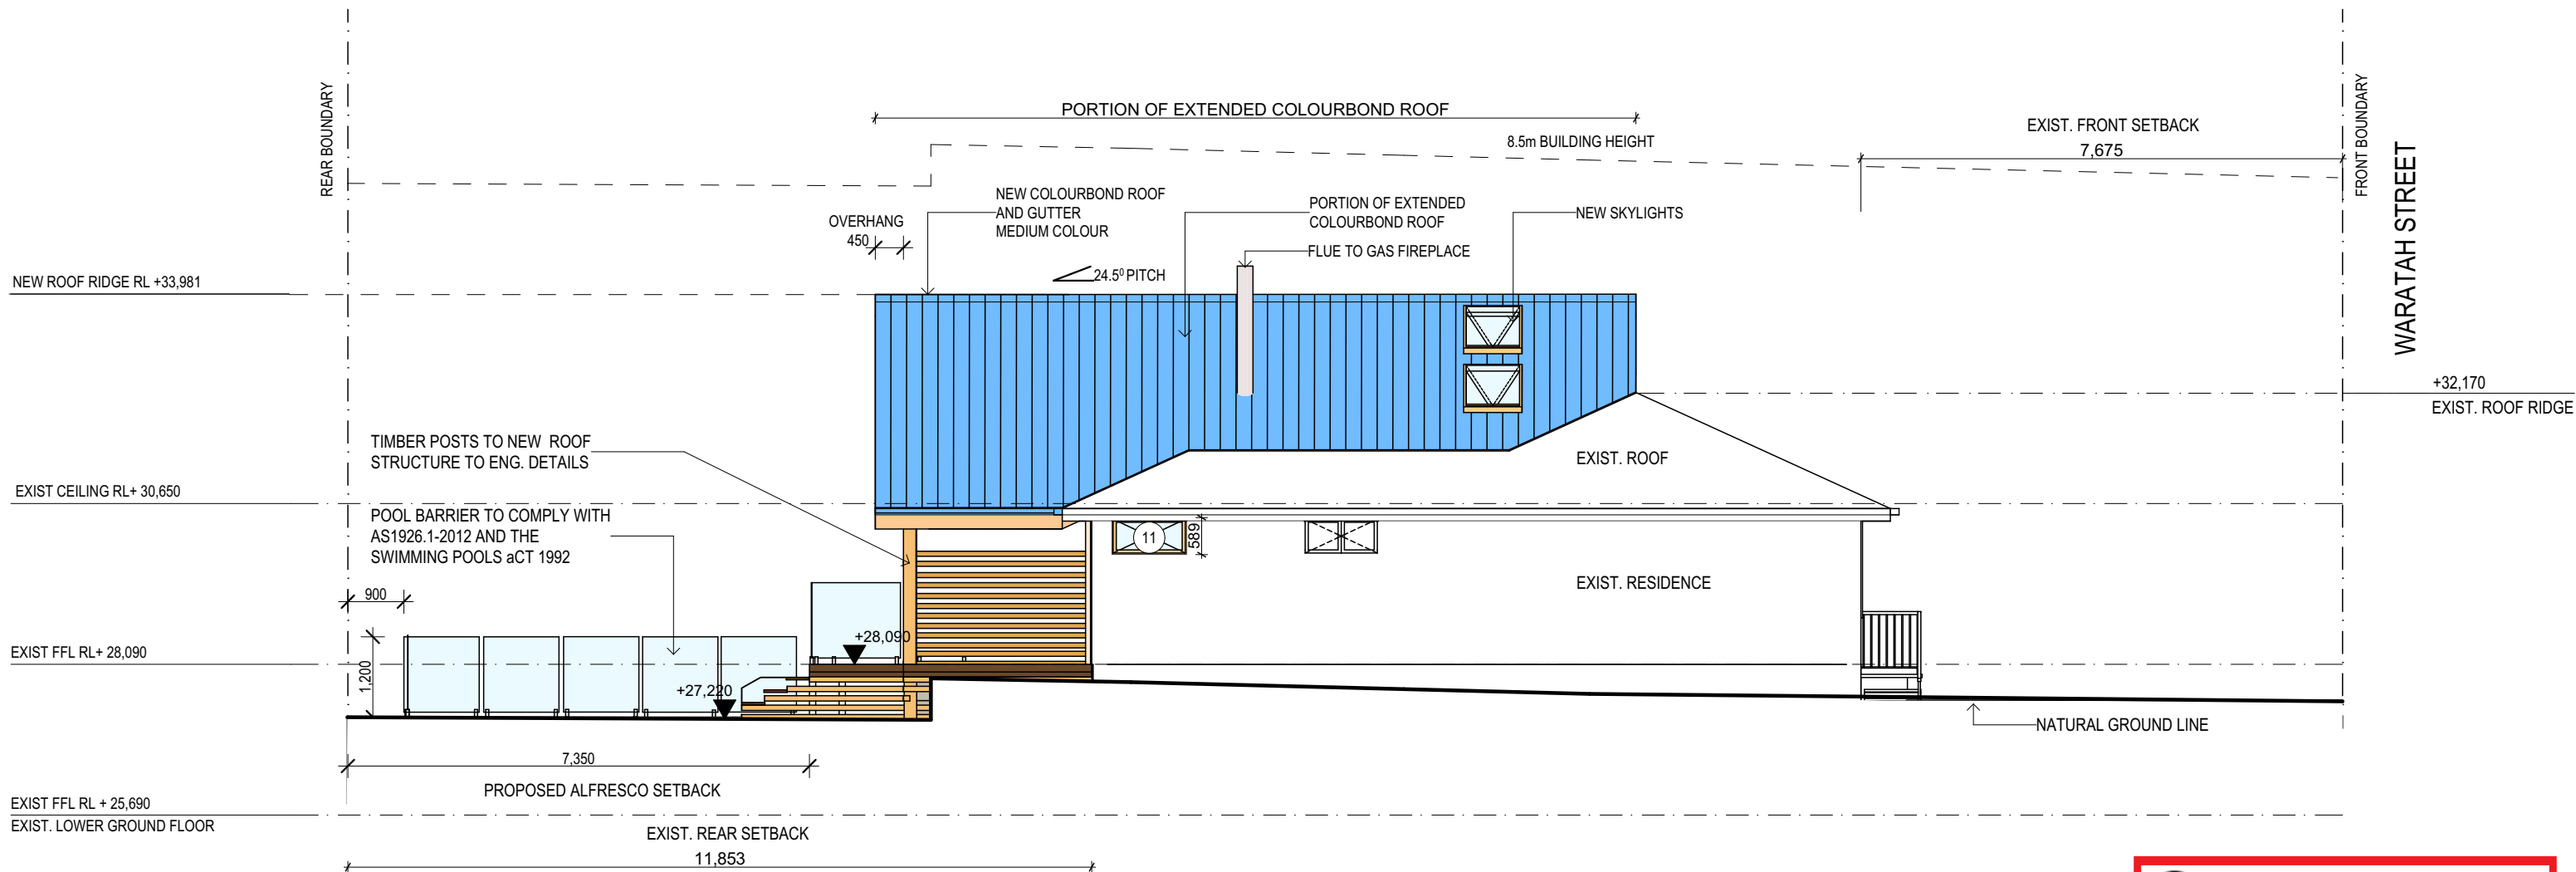 REAR BOUNDARY
PORTION OF EXTENDED COLOURBOND ROOF
8.5m BUILDING HEIGHT
EXIST. FRONT SETBACK
7,675
FRONT BOUNDARY
WARATAH STREET
NEW COLOURBOND ROOF
AND GUTTER
MEDIUM COLOUR
OVERHANG
450
PORTION OF EXTENDED
COLOURBOND ROOF
NEW SKYLIGHTS
FLUE TO GAS FIREPLACE
24.5⁰ PITCH
NEW ROOF RIDGE RL +33,981
+32,170
EXIST. ROOF RIDGE
TIMBER POSTS TO NEW ROOF
STRUCTURE TO ENG. DETAILS
EXIST. ROOF
EXIST CEILING RL+ 30,650
POOL BARRIER TO COMPLY WITH
AS1926.1-2012 AND THE
SWIMMING POOLS aCT 1992
11
589
EXIST. RESIDENCE
900
1,200
+28,090
EXIST FFL RL+ 28,090
+27,220
NATURAL GROUND LINE
7,350
PROPOSED ALFRESCO SETBACK
EXIST FFL RL + 25,690
EXIST. LOWER GROUND FLOOR
EXIST. REAR SETBACK
11,853